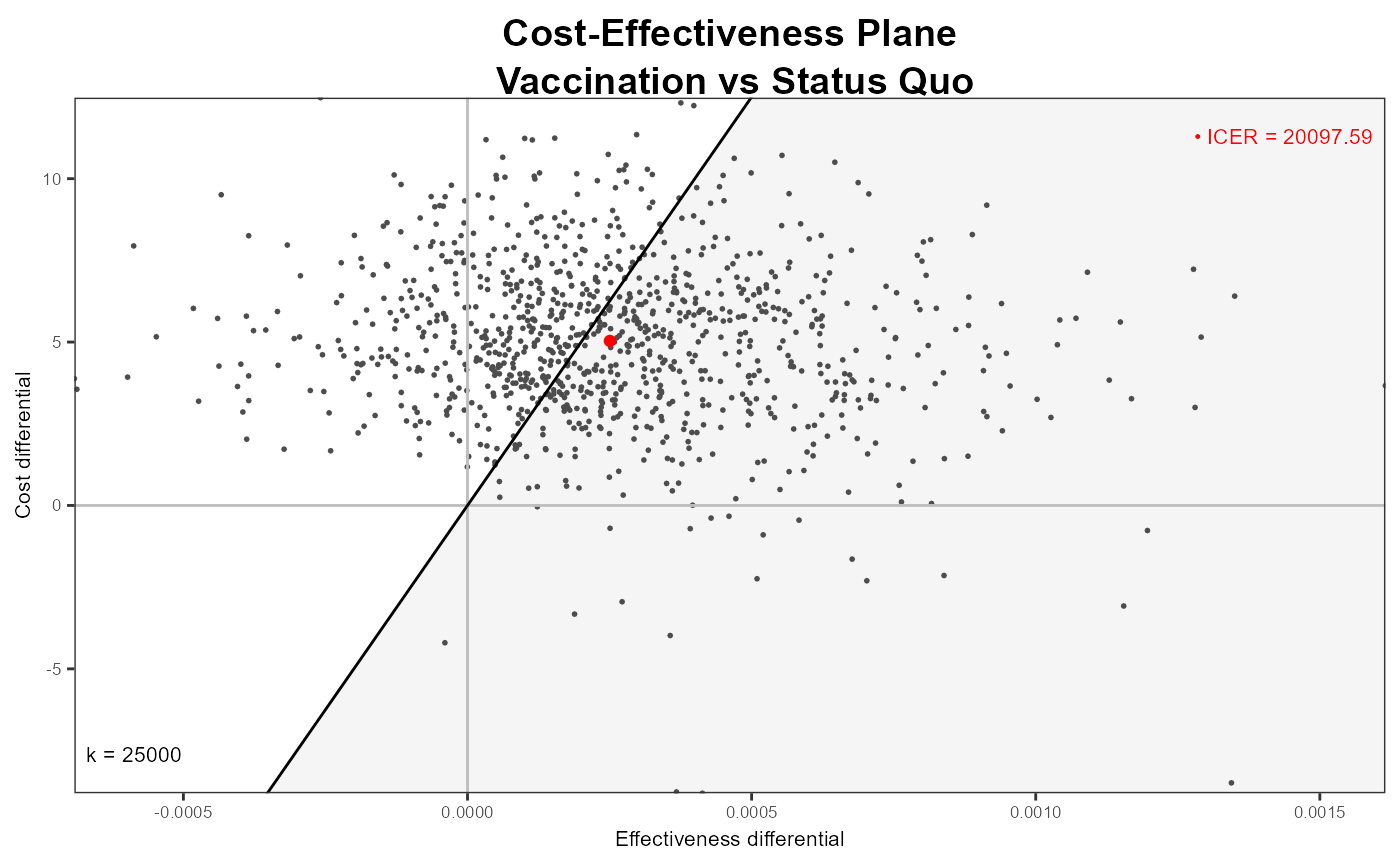 Cost-Effectiveness Plane
Vaccination vs Status Quo
• ICER = 20097.59
10
5
0
-5
Cost differential
k = 25000
-0.0005 0.0000 0.0005 0.0010 0.0015
Effectiveness differential